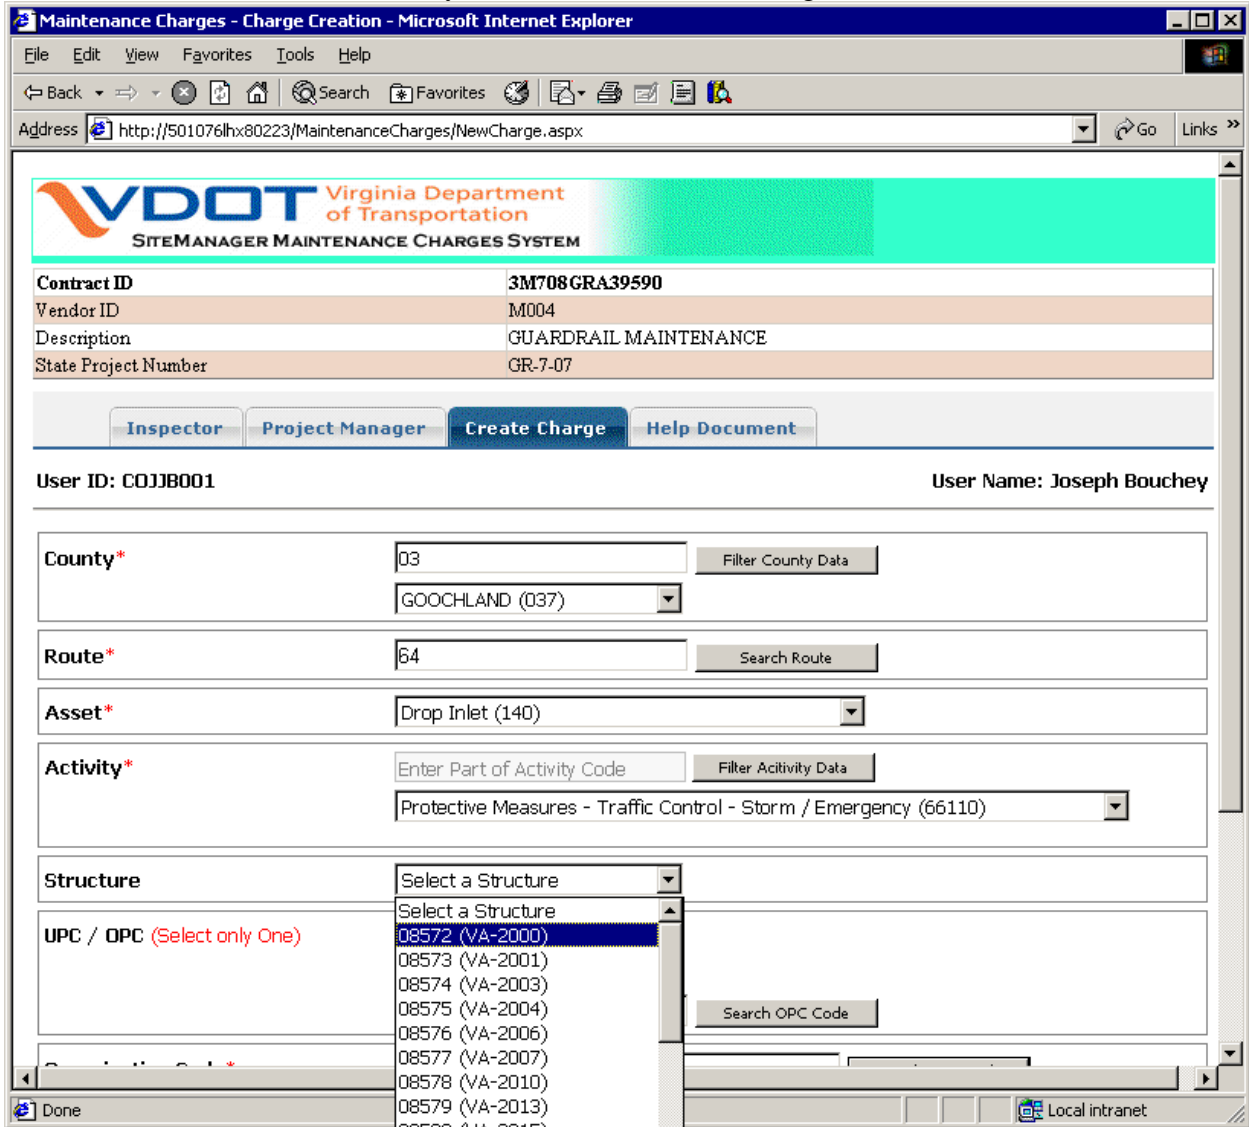 Maintenance Charges - Charge Creation - Microsoft Internet Explorer
File Edit View Favorites Tools Help
Back Search Favorites
Address http://501076lhx80223/MaintenanceCharges/NewCharge.aspx Go Links »
VDOT Virginia Department
of Transportation
SITEMANAGER MAINTENANCE CHARGES SYSTEM
Contract ID 3M708GRA39590
Vendor ID M004
Description GUARDRAIL MAINTENANCE
State Project Number GR-7-07
Inspector Project Manager Create Charge Help Document
User ID: COJJB001 User Name: Joseph Bouchey
County* 03 Filter County Data
GOOCHLAND (037)
Route* 64 Search Route
Asset* Drop Inlet (140)
Activity* Enter Part of Activity Code Filter Acitivity Data
Protective Measures - Traffic Control - Storm / Emergency (66110)
Structure Select a Structure
Select a Structure
UPC / OPC (Select only One) 08572 (VA-2000)
08573 (VA-2001)
08574 (VA-2003)
08575 (VA-2004)
Search OPC Code
08576 (VA-2006)
08577 (VA-2007)
08578 (VA-2010)
08579 (VA-2013)
Done Local intranet